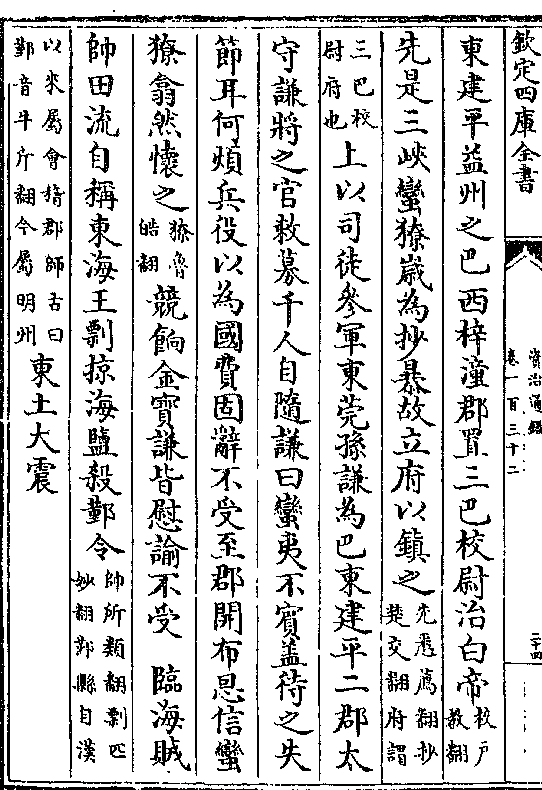 欽定四庫全書
資治通鑑
卷一百三十二
二十四
東建平益州之巴西梓潼郡置三巴校尉治白帝校户教翻
先是三峽蠻獠嵗為抄暴故立府以鎮之先悉薦翻抄楚交翻府謂
三巴校尉府也上以司徒參軍東莞孫謙為巴東建平二郡太
守謙將之官敕募千人自隨謙曰蠻夷不賓蓋待之失
節耳何煩兵役以為國費固辭不受至郡開布恩信蠻
獠翕然懷之獠魯皓翻競餉金寶謙皆慰諭不受　臨海賊
帥田流自稱東海王剽掠海鹽殺鄞令帥所類翻剽匹妙翻鄞縣自漢
以來屬會稽郡師古曰鄞音牛斤翻今屬明州東土大震